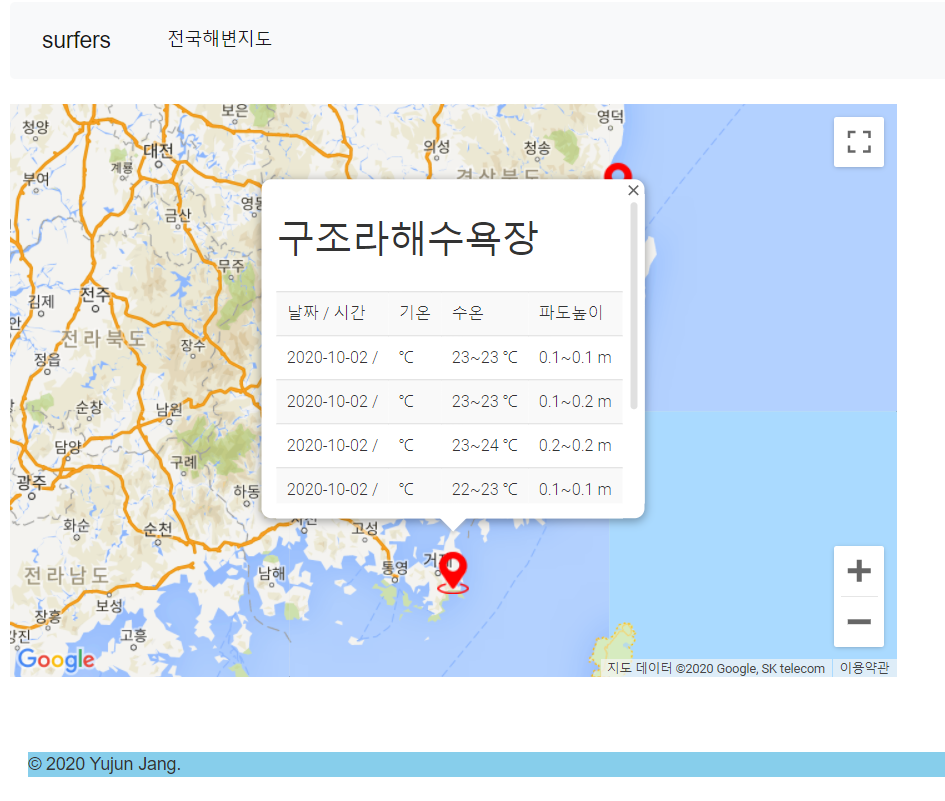 surfers 전국해변지도
청양
보은
영덕
대전
의성
청송
계룡
경상북도
부여
금산
무주
김제
전주
전라북도
장수
정읍
순창
남원
담양
구례
광주
하동
화순
순천
고성
통영
전라남도
남해
보성
장흥
고흥
구조라해수욕장
날짜 / 시간 기온 수온 파도높이
2020-10-02 / ℃ 23~23 ℃ 0.1~0.1 m
2020-10-02 / ℃ 23~23 ℃ 0.1~0.2 m
2020-10-02 / ℃ 23~24 ℃ 0.2~0.2 m
2020-10-02 / ℃ 22~23 ℃ 0.1~0.1 m
Google
지도 데이터 ©2020 Google, SK telecom 이용약관
© 2020 Yujun Jang.